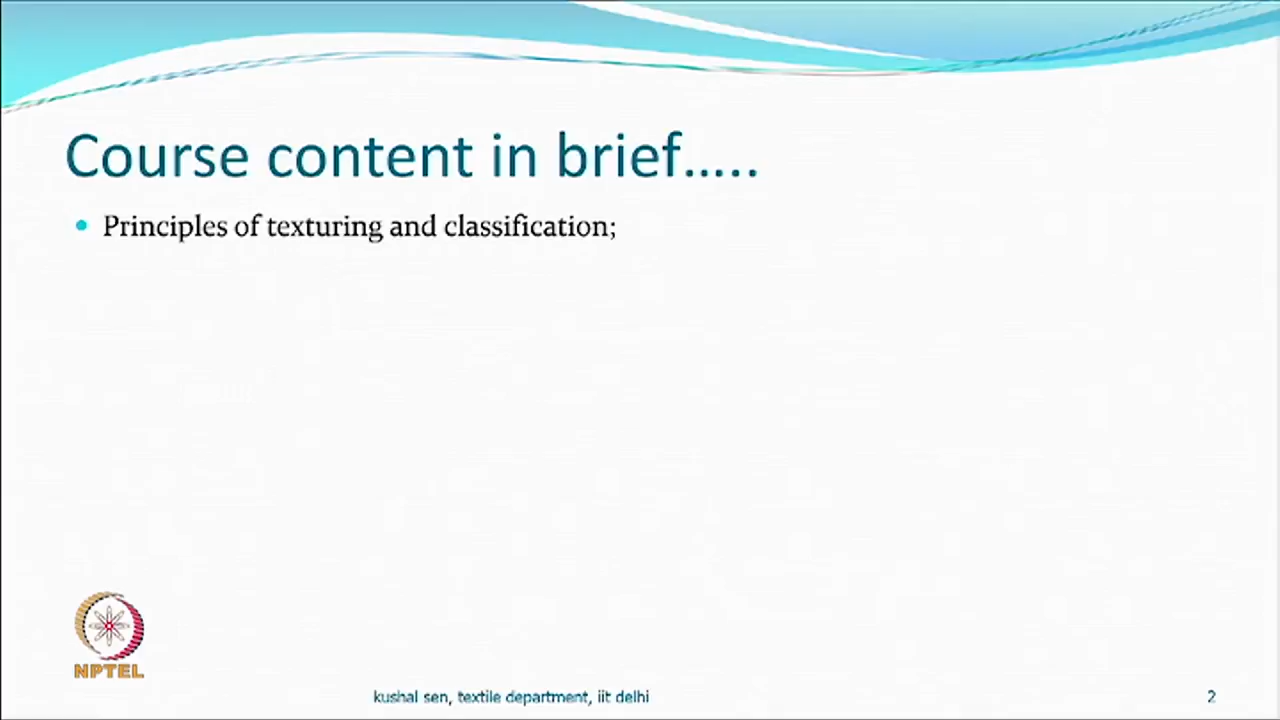 Course content in brief.....
Principles of texturing and classification;
NPTEL
kushal sen, textile department, iit delhi
2